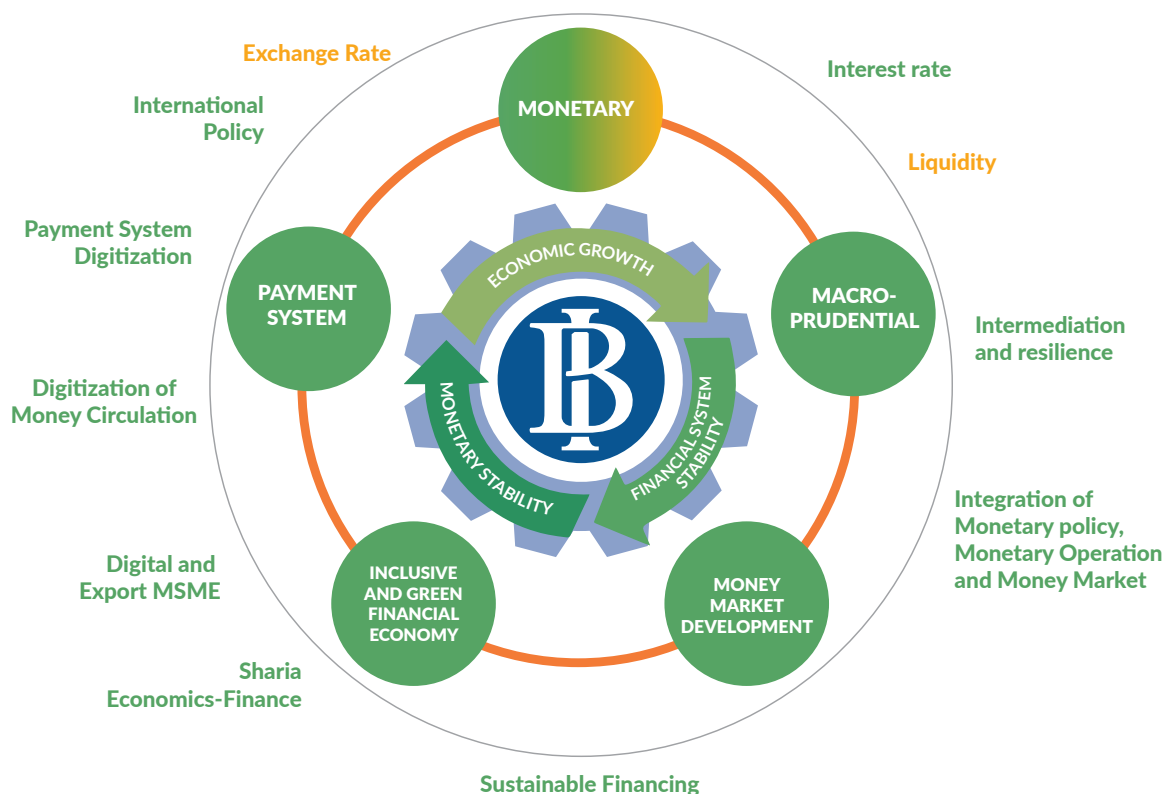 Exchange Rate
Interest rate
International
Policy
MONETARY
Liquidity
Payment System
Digitization
PAYMENT
SYSTEM
MACRO-
PRUDENTIAL
ECONOMIC GROWTH
Intermediation
and resilience
BI
Digitization of
Money Circulation
MONETARY STABILITY
FINANCIAL SYSTEM
STABILITY
Integration of
Monetary policy,
Monetary Operation
and Money Market
Digital and
Export MSME
INCLUSIVE
AND GREEN
FINANCIAL
ECONOMY
MONEY
MARKET
DEVELOPMENT
Sharia
Economics-Finance
Sustainable Financing